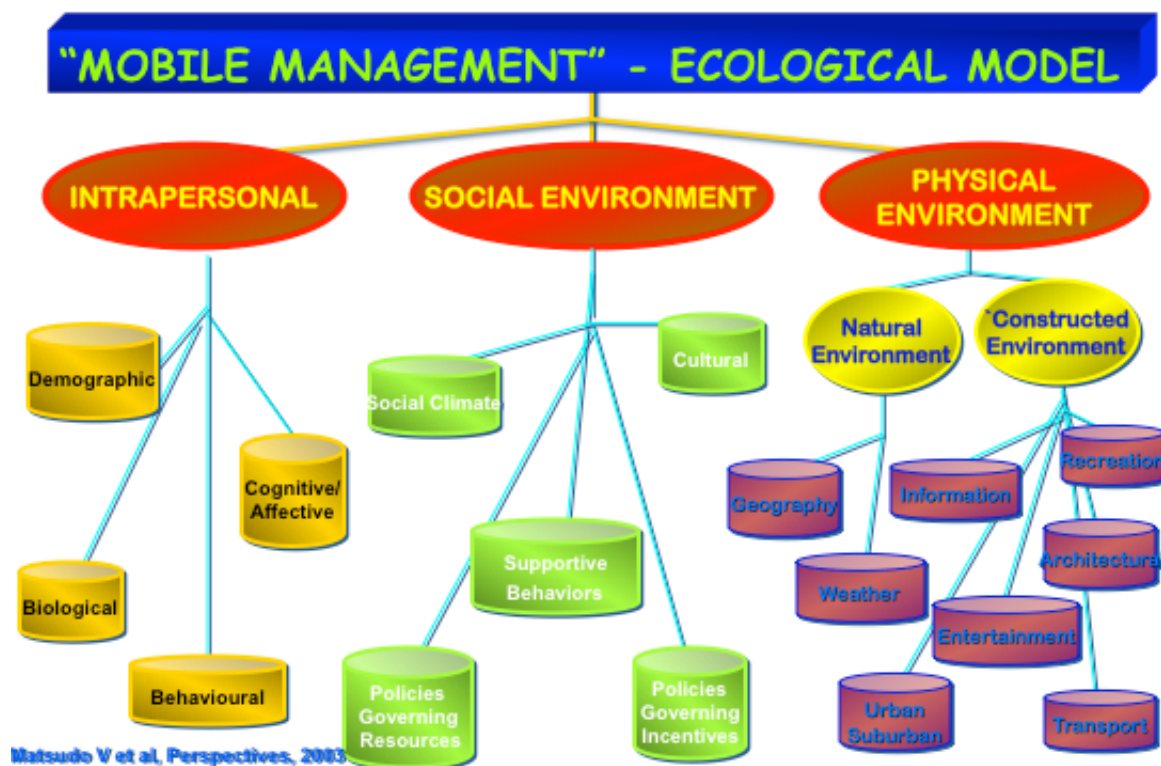 “MOBILE MANAGEMENT” - ECOLOGICAL MODEL
INTRAPERSONAL
SOCIAL ENVIRONMENT
PHYSICAL
ENVIRONMENT
Demographic
Cognitive/
Affective
Biological
Behavioural
Social Climate
Cultural
Supportive
Behaviors
Policies
Governing
Resources
Policies
Governing
Incentives
Natural
Environment
`Constructed
Environment
Geography
Weather
Information
Recreation
Architectural
Entertainment
Urban
Suburban
Transport
Matsudo V et al, Perspectives, 2003